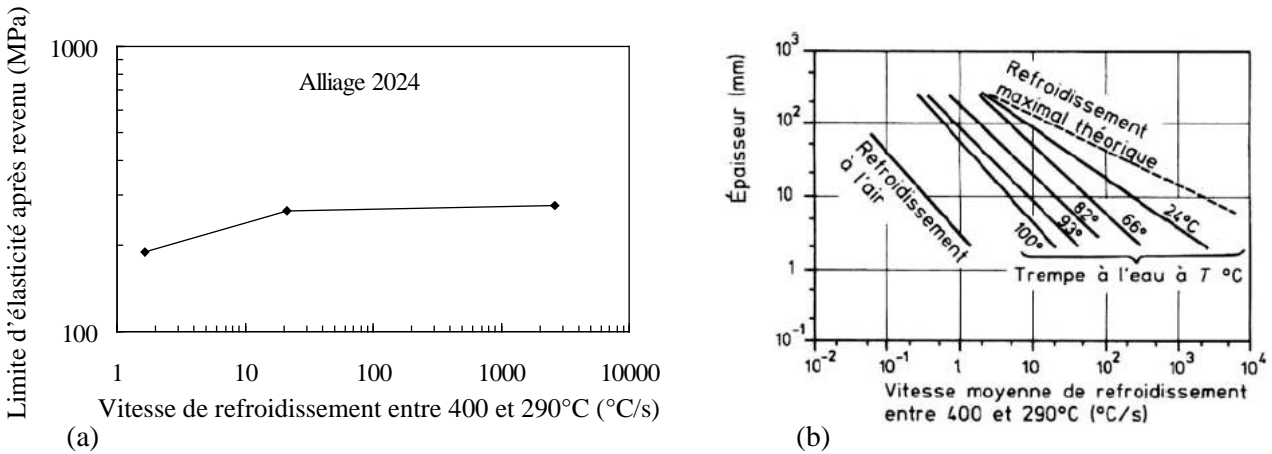 Limite d'élasticité après revenu (MPa)
1000
100
Alliage 2024
1 10 100 1000 10000
Vitesse de refroidissement entre 400 et 290°C (°C/s)
(a)
Épaisseur (mm)
10³
10²
10
1
10⁻¹
Refroidissement
maximal théorique
Refroidissement
à l'air
100°
93°
82°
66°
24°C
Trempe à l'eau à T °C
10⁻² 10⁻¹ 1 10 10² 10³ 10⁴
Vitesse moyenne de refroidissement
entre 400 et 290°C (°C/s)
(b)